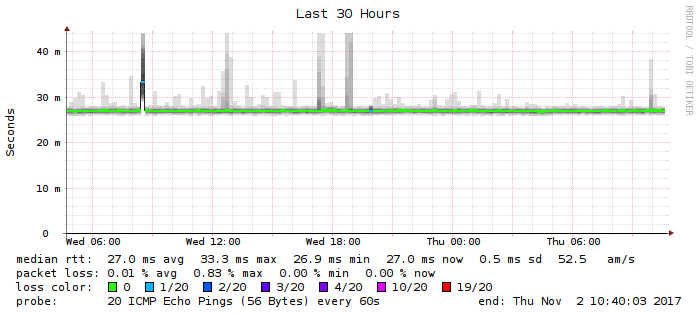 Last 30 Hours
RRDTOOL / TOBI OETIKER
Seconds
40 m
30 m
20 m
10 m
0
Wed 06:00 Wed 12:00 Wed 18:00 Thu 00:00 Thu 06:00
median rtt: 27.0 ms avg 33.3 ms max 26.9 ms min 27.0 ms now 0.5 ms sd 52.5 am/s
packet loss: 0.01 % avg 0.83 % max 0.00 % min 0.00 % now
loss color: 0 1/20 2/20 3/20 4/20 10/20 19/20
probe: 20 ICMP Echo Pings (56 Bytes) every 60s end: Thu Nov 2 10:40:03 2017